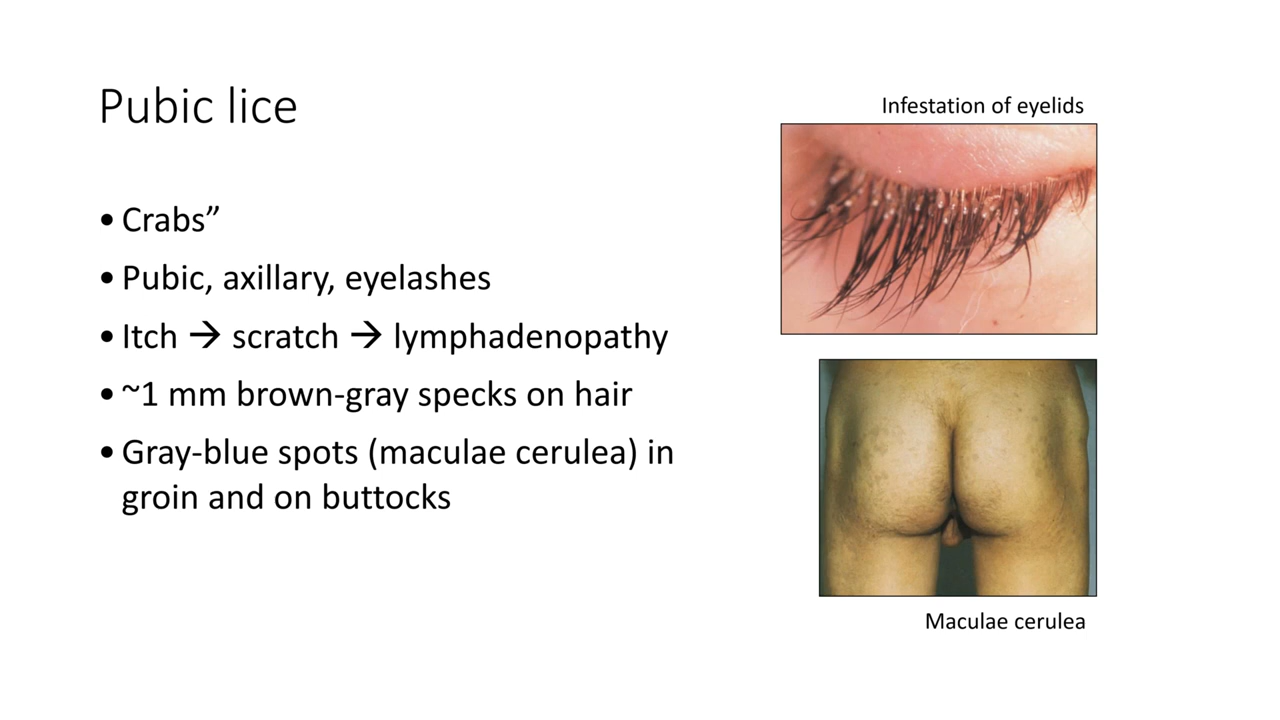 Pubic lice
Infestation of eyelids
• Crabs”
• Pubic, axillary, eyelashes
• Itch → scratch → lymphadenopathy
• ~1 mm brown-gray specks on hair
• Gray-blue spots (maculae cerulea) in
groin and on buttocks
Maculae cerulea